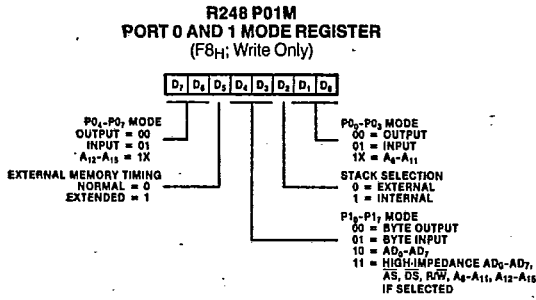 R248 P01M
PORT 0 AND 1 MODE REGISTER
(F8H; Write Only)
D7 D6 D5 D4 D3 D2 D1 D0
P04-P07 MODE
OUTPUT = 00
INPUT = 01
A12-A15 = 1X
EXTERNAL MEMORY TIMING
NORMAL = 0
EXTENDED = 1
P00-P03 MODE
00 = OUTPUT
01 = INPUT
1X = A8-A11
STACK SELECTION
0 = EXTERNAL
1 = INTERNAL
P10-P17 MODE
00 = BYTE OUTPUT
01 = BYTE INPUT
10 = AD0-AD7
11 = HIGH-IMPEDANCE AD0-AD7,
AS, DS, R/W, A8-A11, A12-A15
IF SELECTED